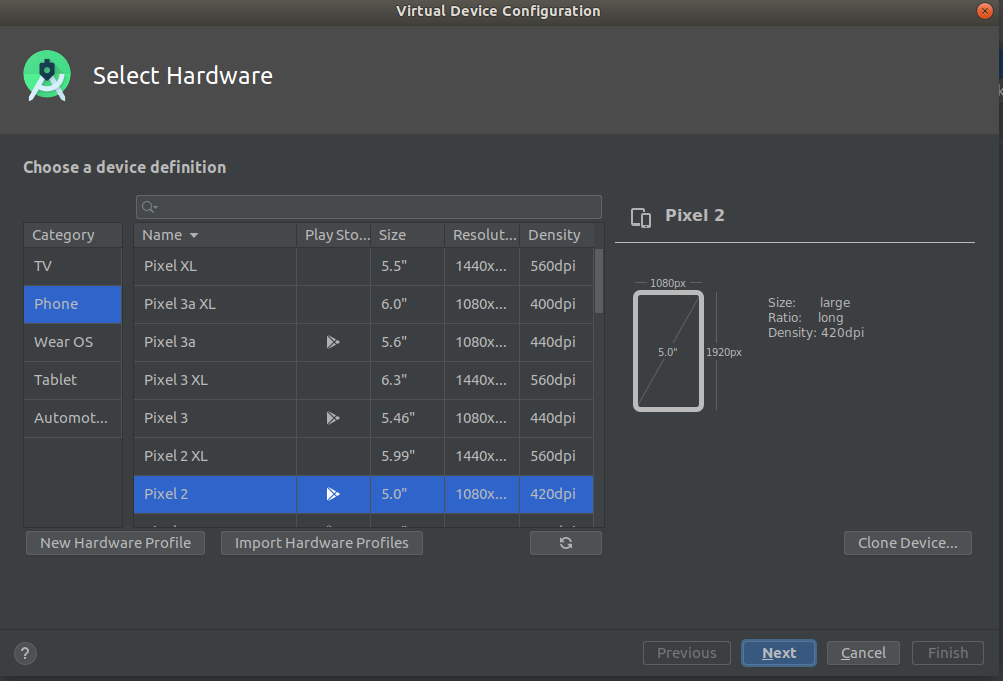 Virtual Device Configuration
Select Hardware
Choose a device definition
Category
TV
Phone
Wear OS
Tablet
Automot...
Name Play Sto... Size Resolut... Density
Pixel XL 5.5" 1440x... 560dpi
Pixel 3a XL 6.0" 1080x... 400dpi
Pixel 3a 5.6" 1080x... 440dpi
Pixel 3 XL 6.3" 1440x... 560dpi
Pixel 3 5.46" 1080x... 440dpi
Pixel 2 XL 5.99" 1440x... 560dpi
Pixel 2 5.0" 1080x... 420dpi
New Hardware Profile Import Hardware Profiles
Pixel 2
1080px
5.0"
1920px
Size: large
Ratio: long
Density: 420dpi
Clone Device...
? Previous Next Cancel Finish